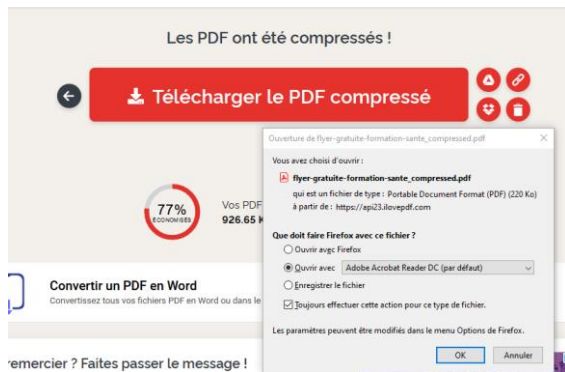 Les PDF ont été compressés !
Télécharger le PDF compressé
Ouverture de flyer-gratuite-formation-sante_compressed.pdf
Vous avez choisi d'ouvrir :
flyer-gratuite-formation-sante_compressed.pdf
qui est un fichier de type : Portable Document Format (PDF) (220 Ko)
à partir de : https://api23.ilovepdf.com
77%
ÉCONOMISÉS
Vos PDF
926.65 K
Que doit faire Firefox avec ce fichier ?
Ouvrir avec Firefox
Ouvrir avec Adobe Acrobat Reader DC (par défaut)
Enregistrer le fichier
Toujours effectuer cette action pour ce type de fichier.
Les paramètres peuvent être modifiés dans le menu Options de Firefox.
OK Annuler
Convertir un PDF en Word
Convertissez tous vos fichiers PDF en Word ou dans le
remercier ? Faites passer le message !